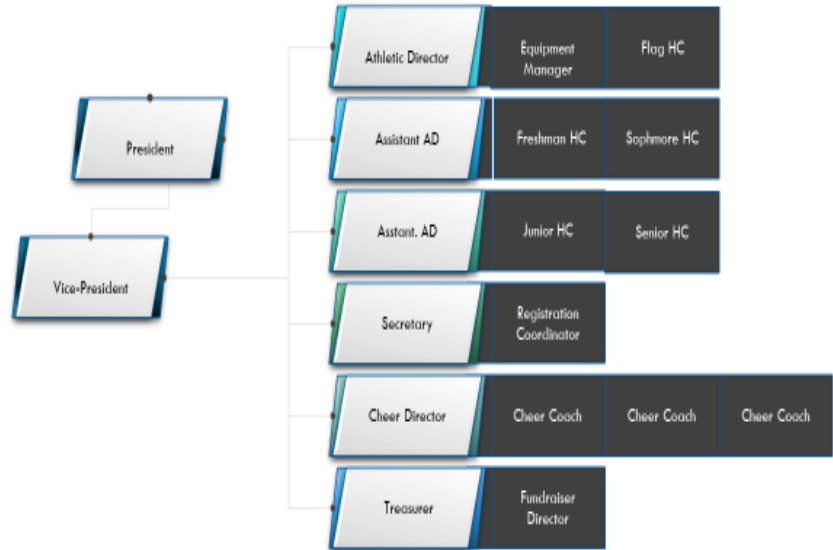 President
Vice-President
Athletic Director
Equipment
Manager
Flag HC
Assistant AD
Freshman HC
Sophmore HC
Asstant. AD
Junior HC
Senior HC
Secretary
Registration
Coordinator
Cheer Director
Cheer Coach
Cheer Coach
Cheer Coach
Treasurer
Fundraiser
Director